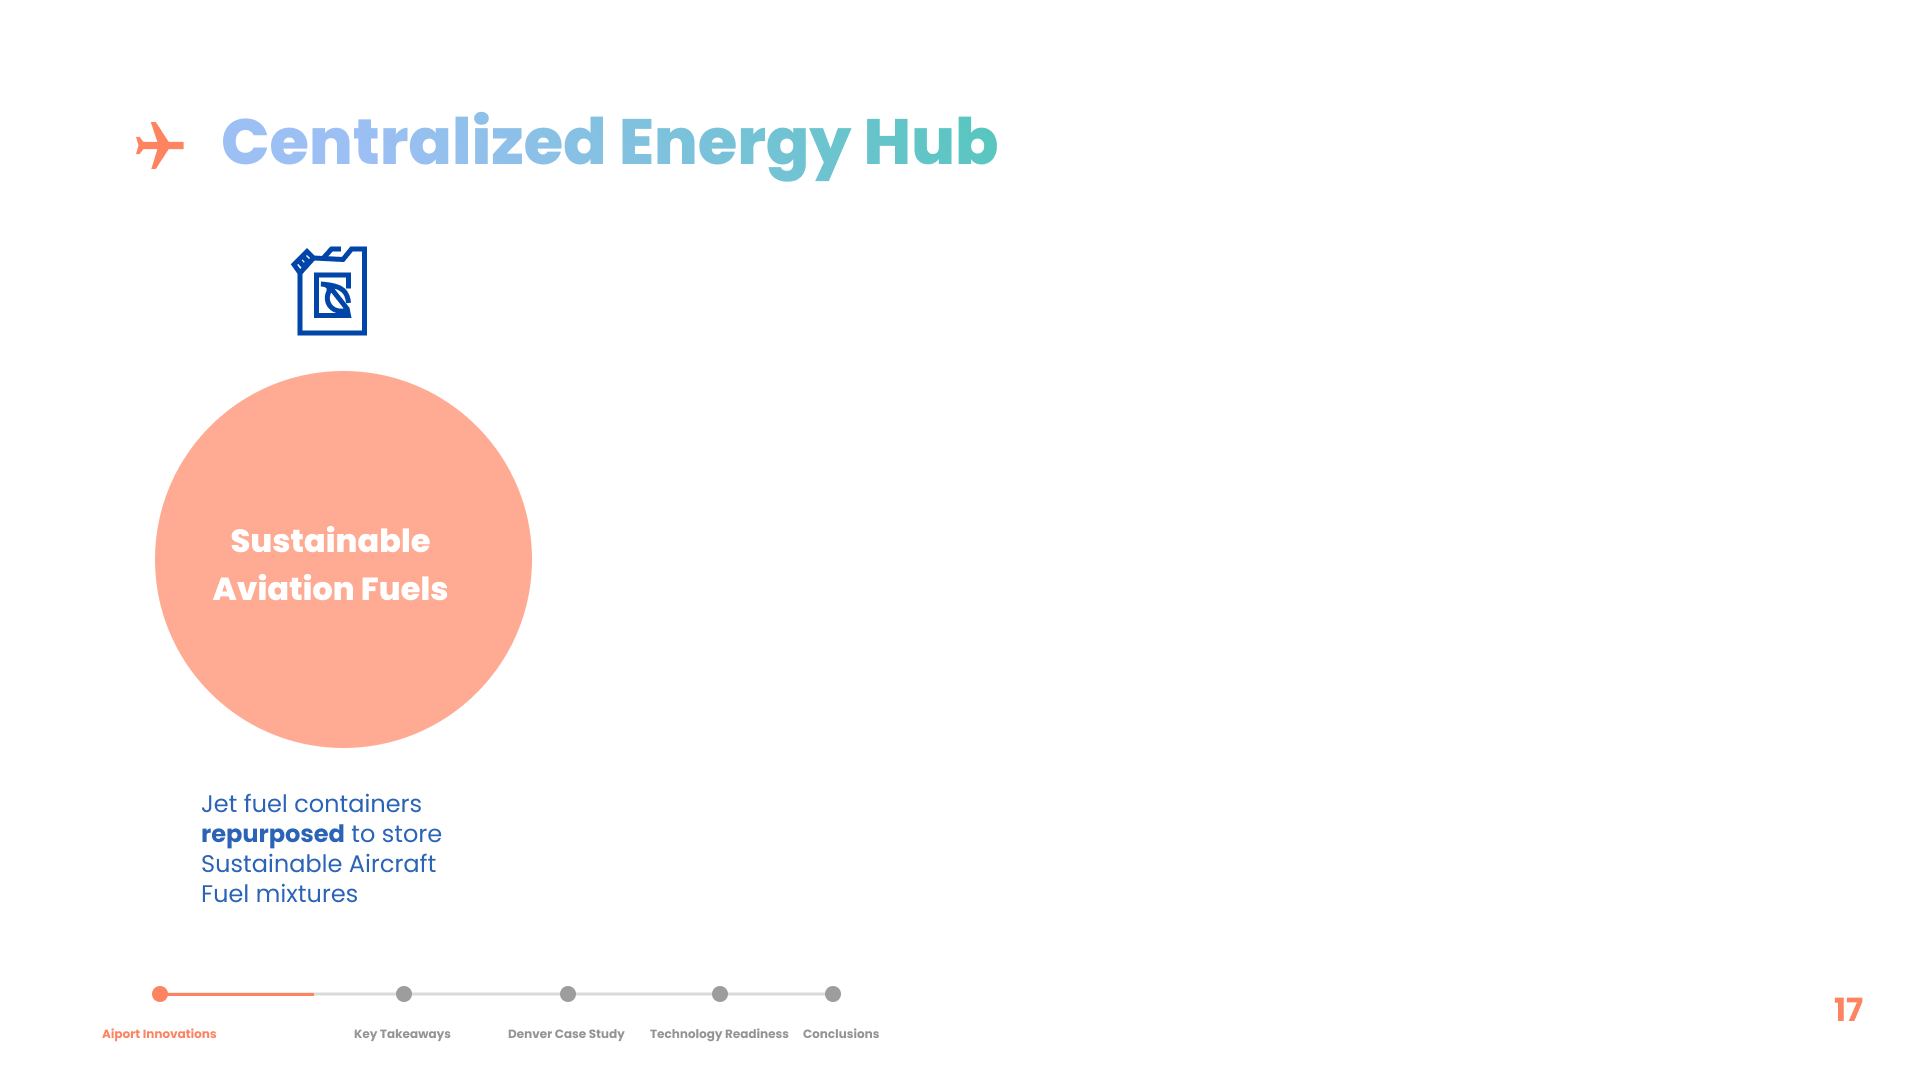 Centralized Energy Hub
Sustainable
Aviation Fuels
Jet fuel containers
repurposed to store
Sustainable Aircraft
Fuel mixtures
Aiport Innovations
Key Takeaways
Denver Case Study
Technology Readiness
Conclusions
17